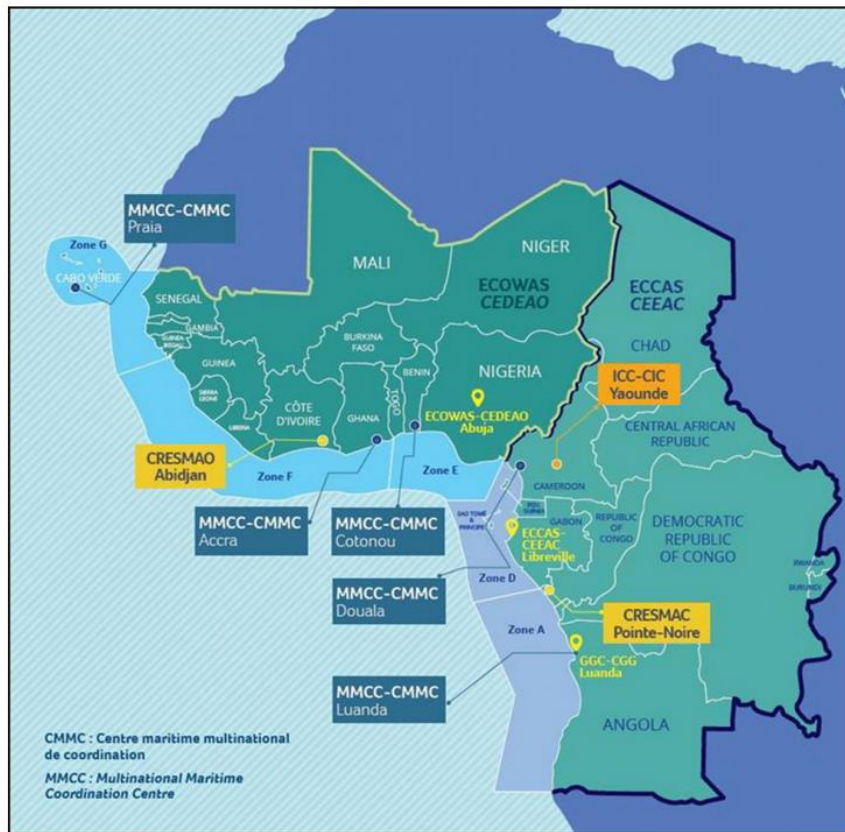 MMCC-CMMC
Praia
Zone G
CABO VERDE
MALI
NIGER
ECOWAS
CEDEAO
ECCAS
CEEAC
CHAD
SENEGAL
GAMBIA
GUINEA
BISSAU
GUINEA
SIERRA
LEONE
LIBERIA
CÔTE
D'IVOIRE
BURKINA
FASO
GHANA
TOGO
BENIN
NIGERIA
ECOWAS-CEDEAO
Abuja
ICC-CIC
Yaounde
CENTRAL AFRICAN
REPUBLIC
CRESMAO
Abidjan
Zone F
Zone E
CAMEROON
MMCC-CMMC
Accra
MMCC-CMMC
Cotonou
SAO TOMÉ
&
PRINCIPE
GUINEA
GABON
REPUBLIC
OF
CONGO
DEMOCRATIC
REPUBLIC
OF CONGO
RWANDA
BURUNDI
ECCAS-
CEEAC
Libreville
MMCC-CMMC
Douala
Zone D
CRESMAC
Pointe-Noire
Zone A
GGC-CGG
Luanda
MMCC-CMMC
Luanda
ANGOLA
CMMC : Centre maritime multinational
de coordination
MMCC : Multinational Maritime
Coordination Centre